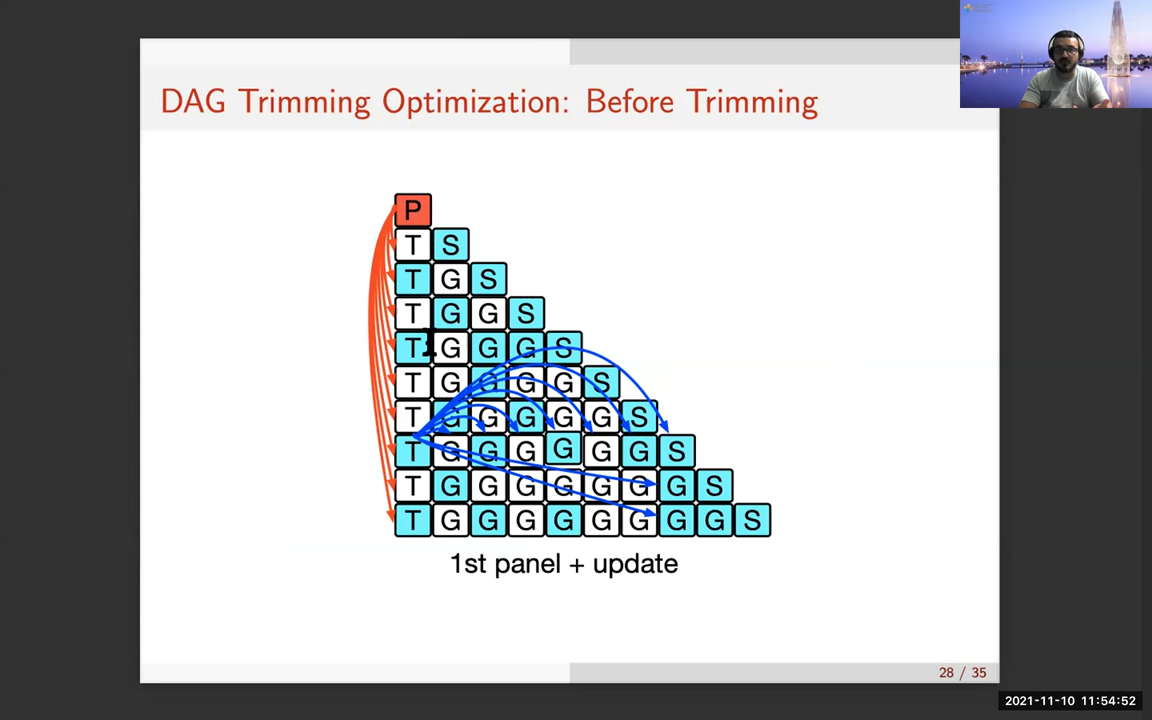 DAG Trimming Optimization: Before Trimming
P
T S
T G S
T G G S
T G G G S
T G G G G S
T G G G G G S
T G G G G G G S
T G G G G G G G S
T G G G G G G G G S
1st panel + update
28 / 35
2021-11-10 11:54:52